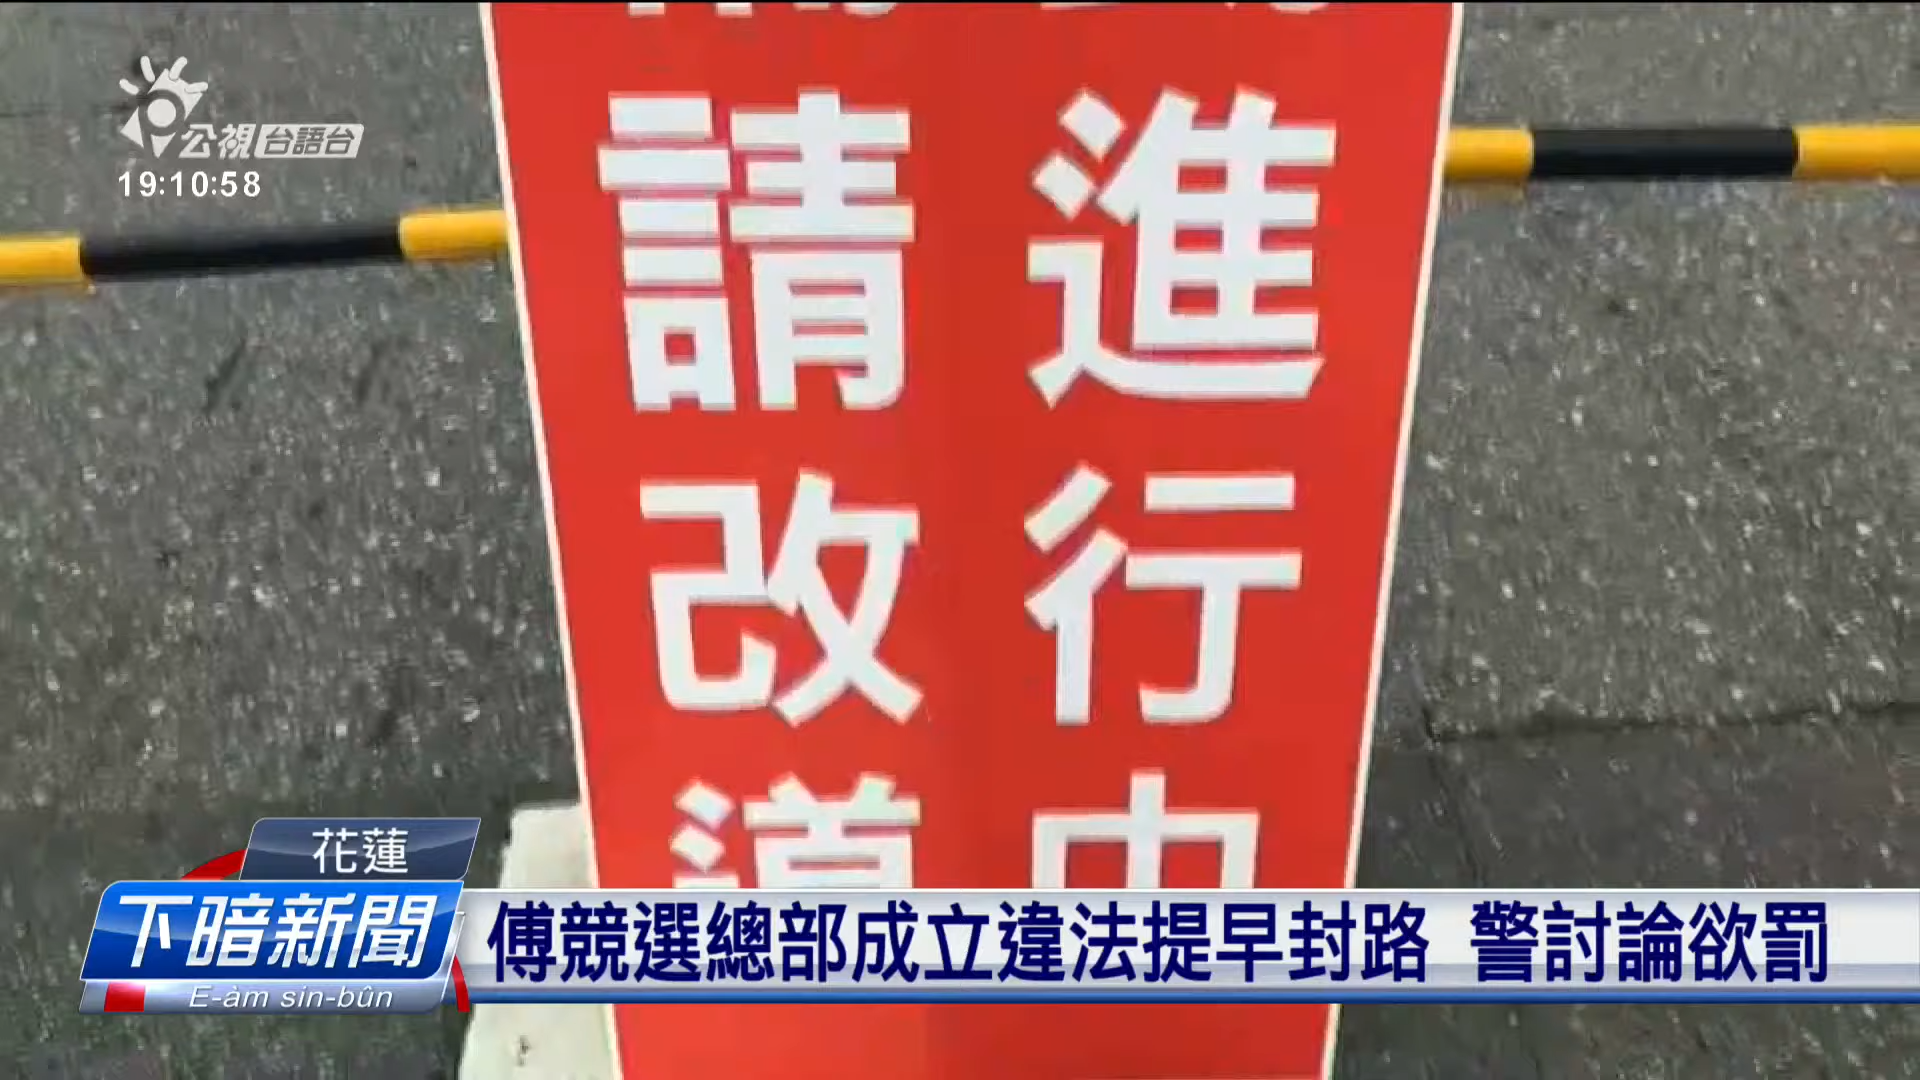 公視台語台
19:10:58
進行中
請改道
花蓮
下暗新聞
E-àm sin-bûn
傅競選總部成立違法提早封路 警討論欲罰